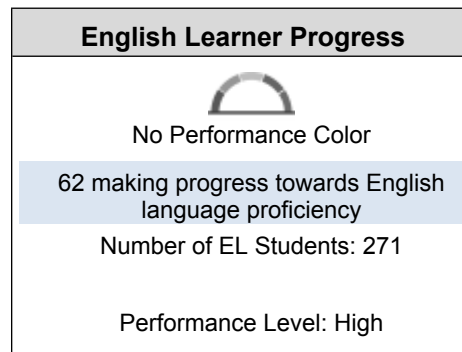 English Learner Progress
No Performance Color
62 making progress towards English
language proficiency
Number of EL Students: 271
Performance Level: High